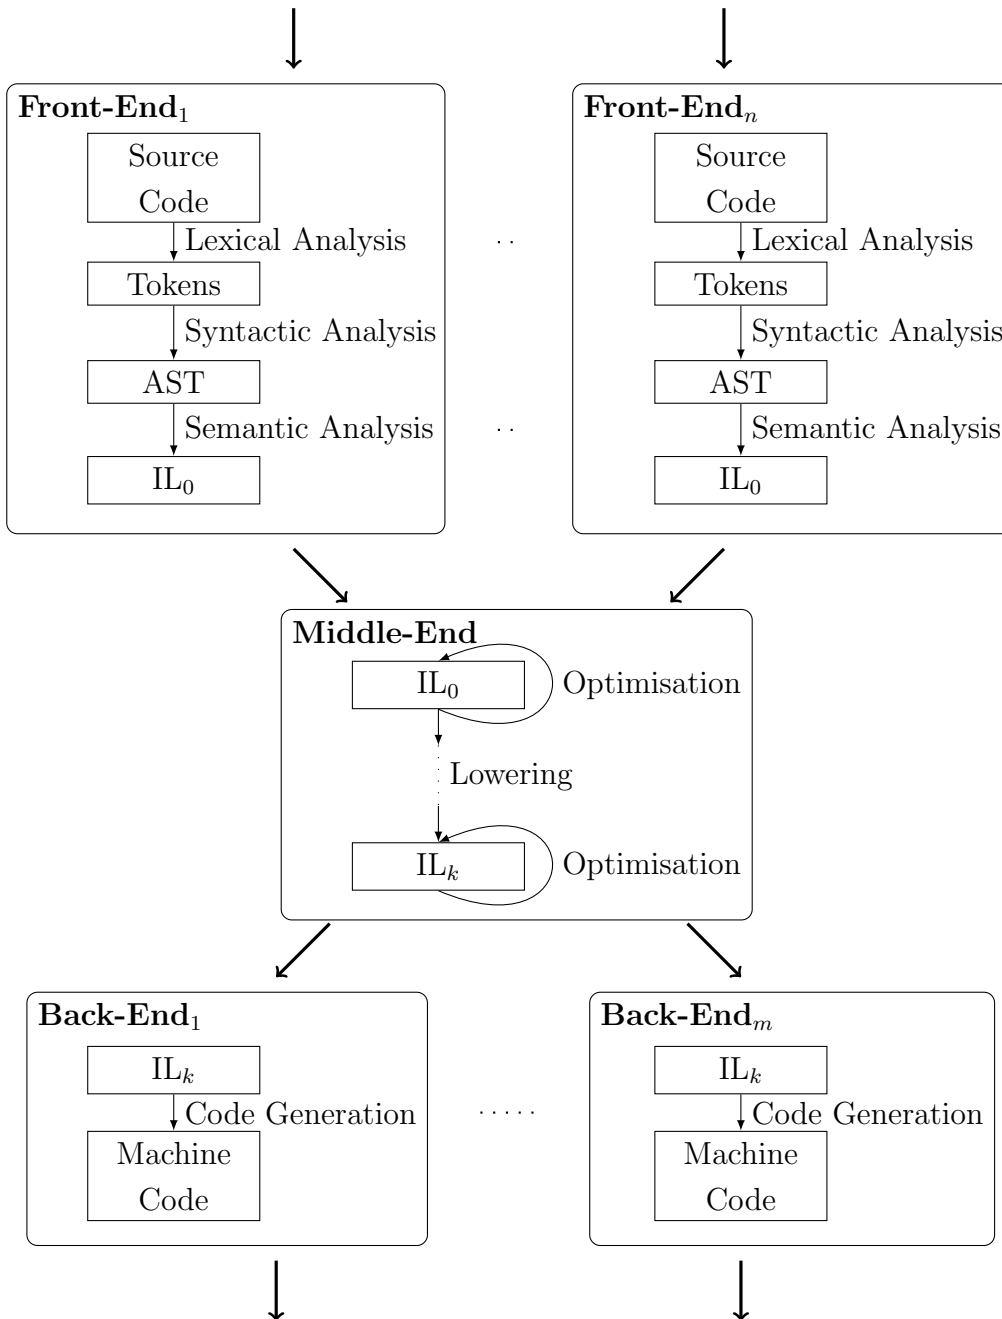 Front-End₁
Source
Code
Lexical Analysis
Tokens
Syntactic Analysis
AST
Semantic Analysis
IL₀
Front-Endₙ
Source
Code
Lexical Analysis
Tokens
Syntactic Analysis
AST
Semantic Analysis
IL₀
Middle-End
IL₀
Optimisation
Lowering
ILₖ
Optimisation
Back-End₁
ILₖ
Code Generation
Machine
Code
Back-Endₘ
ILₖ
Code Generation
Machine
Code